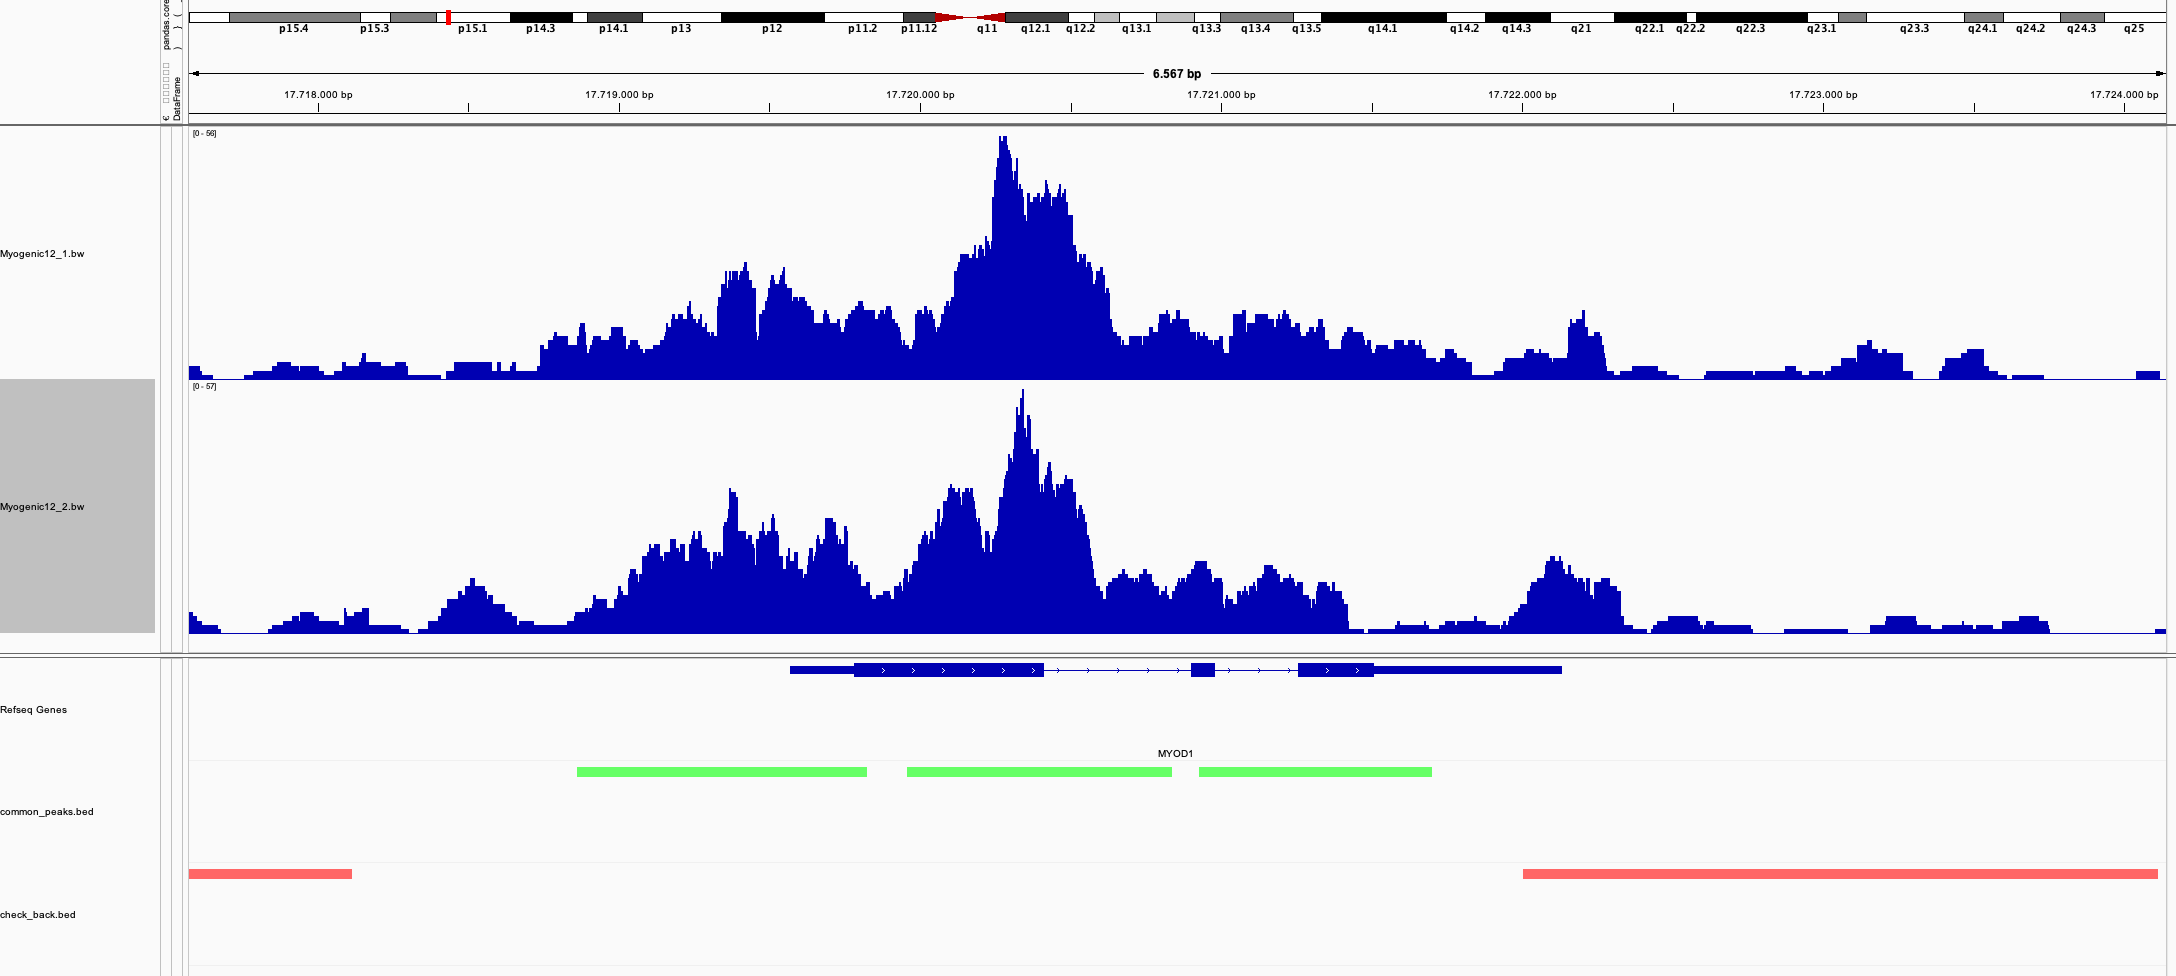 pandas.core
DataFrame
p15.4 p15.3 p15.1 p14.3 p14.1 p13 p12 p11.2 p11.12 q11 q12.1 q12.2 q13.1 q13.3 q13.4 q13.5 q14.1 q14.2 q14.3 q21 q22.1 q22.2 q22.3 q23.1 q23.3 q24.1 q24.2 q24.3 q25
6.567 bp
17.718.000 bp 17.719.000 bp 17.720.000 bp 17.721.000 bp 17.722.000 bp 17.723.000 bp 17.724.000 bp
[0 - 56]
Myogenic12_1.bw
[0 - 57]
Myogenic12_2.bw
Refseq Genes
MYOD1
common_peaks.bed
check_back.bed